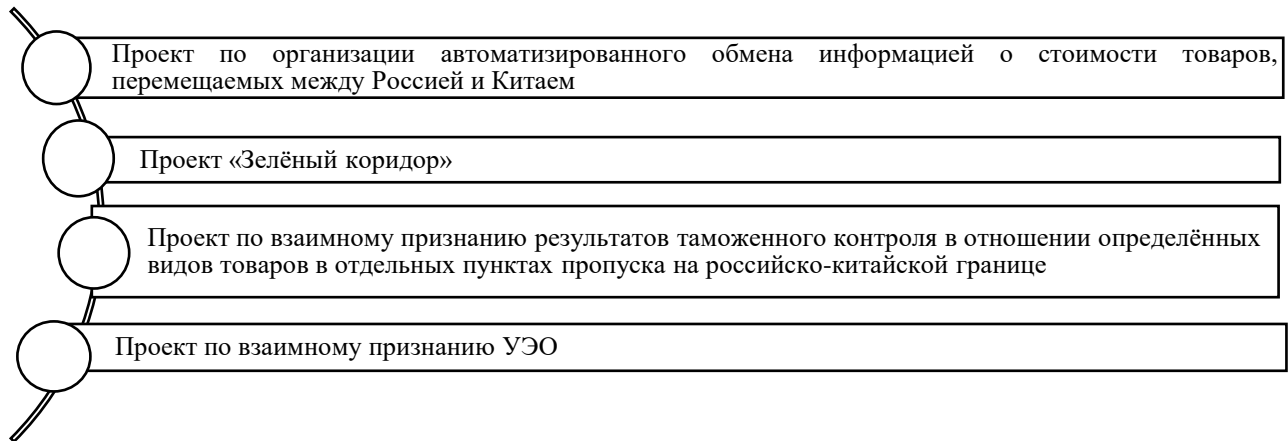 Проект по организации автоматизированного обмена информацией о стоимости товаров,
перемещаемых между Россией и Китаем
Проект «Зелёный коридор»
Проект по взаимному признанию результатов таможенного контроля в отношении определённых
видов товаров в отдельных пунктах пропуска на российско-китайской границе
Проект по взаимному признанию УЭО